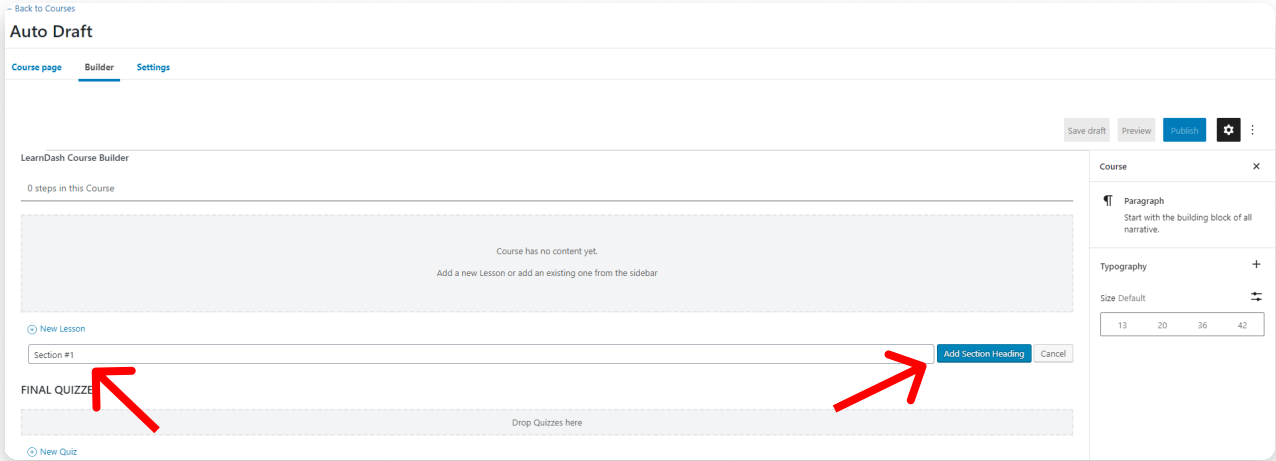 – Back to Courses
Auto Draft
Course page Builder Settings
Save draft Preview Publish
LearnDash Course Builder
0 steps in this Course
Course has no content yet.
Add a new Lesson or add an existing one from the sidebar
New Lesson
Section #1 Add Section Heading Cancel
FINAL QUIZZE
Drop Quizzes here
New Quiz
Course
Paragraph
Start with the building block of all
narrative.
Typography
Size Default
13 20 36 42